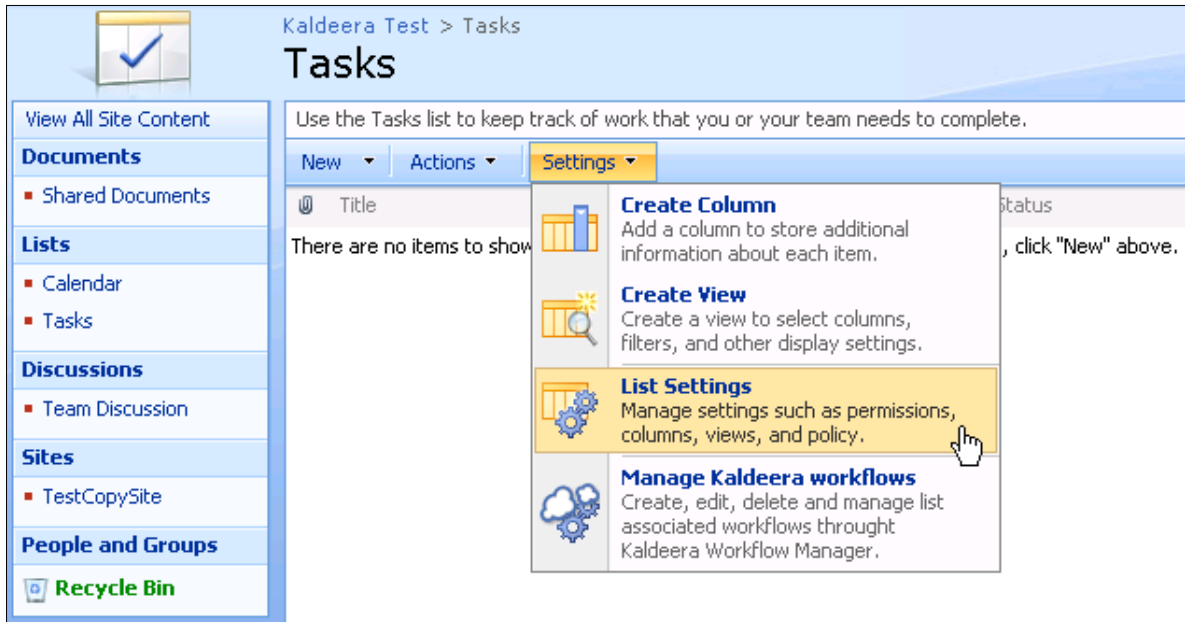 Kaldeera Test > Tasks
Tasks
View All Site Content
Documents
Shared Documents
Lists
Calendar
Tasks
Discussions
Team Discussion
Sites
TestCopySite
People and Groups
Recycle Bin
Use the Tasks list to keep track of work that you or your team needs to complete.
New Actions Settings
Title Status
There are no items to show , click "New" above.
Create Column
Add a column to store additional
information about each item.
Create View
Create a view to select columns,
filters, and other display settings.
List Settings
Manage settings such as permissions,
columns, views, and policy.
Manage Kaldeera workflows
Create, edit, delete and manage list
associated workflows throught
Kaldeera Workflow Manager.